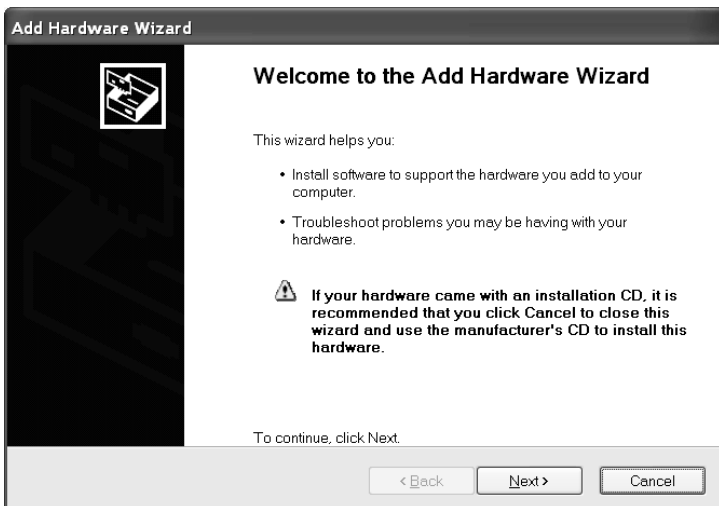 Add Hardware Wizard
Welcome to the Add Hardware Wizard
This wizard helps you:
• Install software to support the hardware you add to your
computer.
• Troubleshoot problems you may be having with your
hardware.
If your hardware came with an installation CD, it is
recommended that you click Cancel to close this
wizard and use the manufacturer's CD to install this
hardware.
To continue, click Next.
< Back Next > Cancel